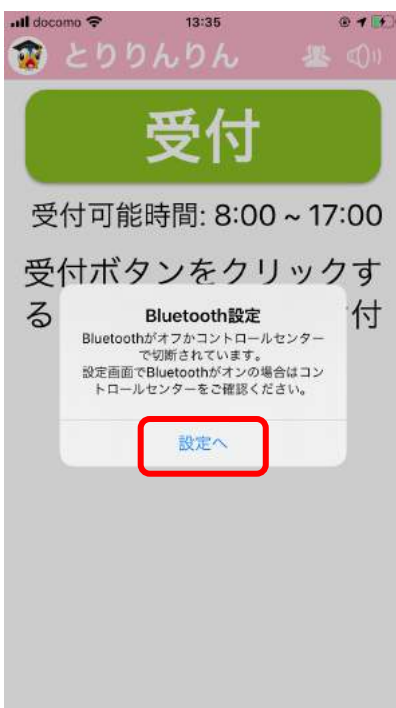 docomo 13:35
とりりんりん
受付
受付可能時間: 8:00 ~ 17:00
受付ボタンをクリックす
る 付
Bluetooth設定
Bluetoothがオフかコントロールセンター
で切断されています。
設定画面でBluetoothがオンの場合はコン
トロールセンターをご確認ください。
設定へ